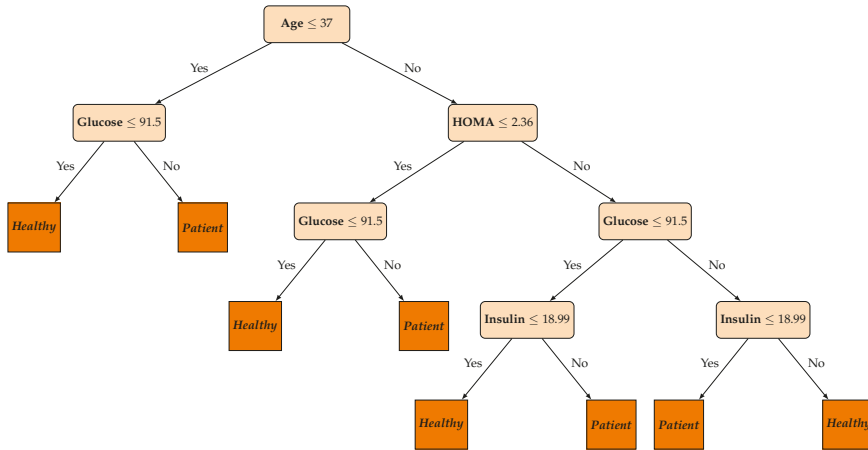 Age ≤ 37
Yes
No
Glucose ≤ 91.5
HOMA ≤ 2.36
Yes
No
Yes
No
Healthy
Patient
Glucose ≤ 91.5
Glucose ≤ 91.5
Yes
No
Yes
No
Healthy
Patient
Insulin ≤ 18.99
Insulin ≤ 18.99
Yes
No
Yes
No
Healthy
Patient
Patient
Healthy